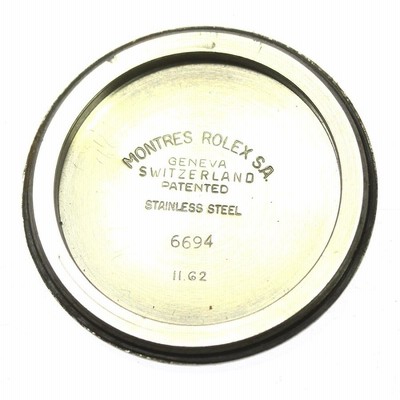 MONTRES ROLEX S.A.
GENEVA
SWITZERLAND
PATENTED
STAINLESS STEEL
6694
II.62